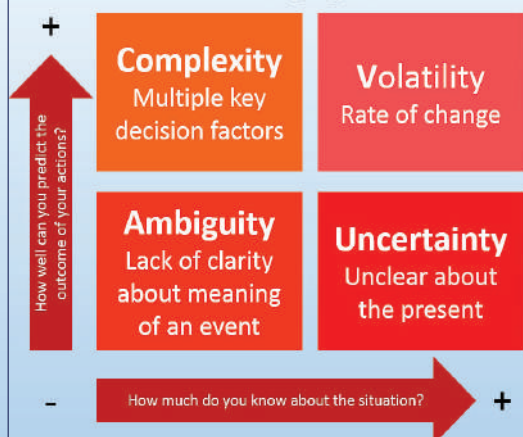 +
How well can you predict the
outcome of your actions?
Complexity
Multiple key
decision factors
Volatility
Rate of change
Ambiguity
Lack of clarity
about meaning
of an event
Uncertainty
Unclear about
the present
-
How much do you know about the situation?
+